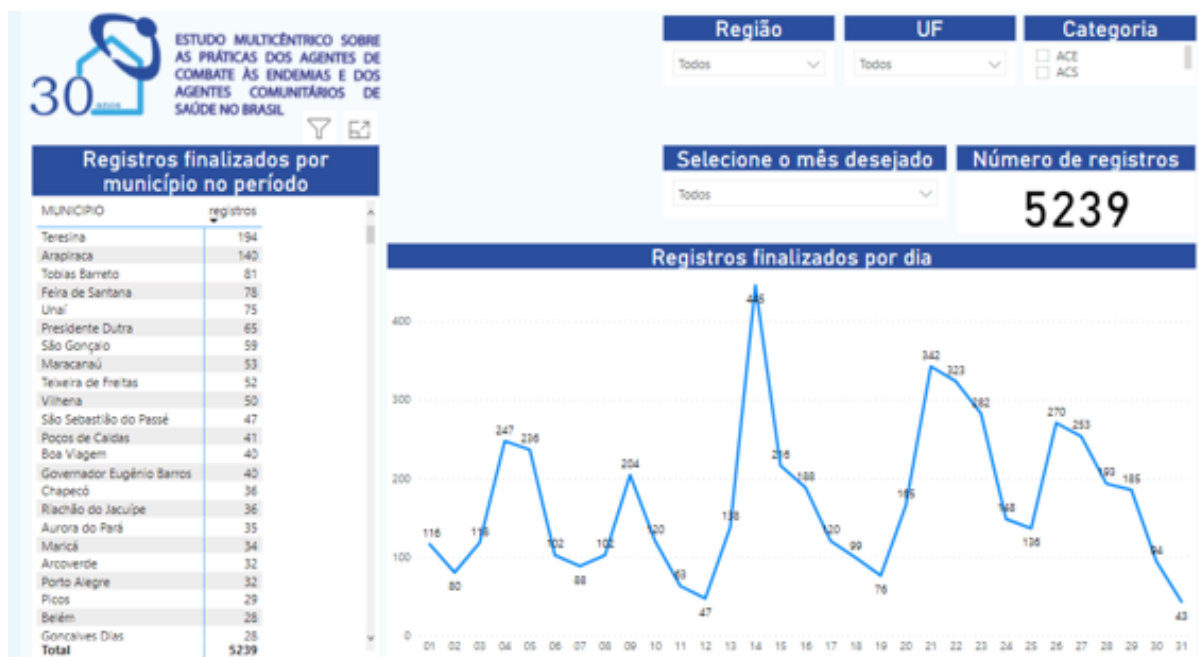 30
anos
ESTUDO MULTICÊNTRICO SOBRE
AS PRÁTICAS DOS AGENTES DE
COMBATE ÀS ENDEMIAS E DOS
AGENTES COMUNITÁRIOS DE
SAÚDE NO BRASIL
Região
Todos
UF
Todos
Categoria
ACE
ACS
Registros finalizados por
município no período
MUNICÍPIO registros
Teresina 194
Arapiraca 140
Tobias Barreto 81
Feira de Santana 78
Unaí 75
Presidente Dutra 65
São Gonçalo 59
Maracanaú 53
Teixeira de Freitas 52
Vilhena 50
São Sebastião do Passé 47
Poços de Caldas 41
Boa Viagem 40
Governador Eugênio Barros 40
Chapecó 36
Riachão do Jacuípe 36
Aurora do Pará 35
Maricá 34
Arcoverde 32
Porto Alegre 32
Picos 29
Belém 28
Gonçalves Dias 28
Total 5239
Selecione o mês desejado
Todos
Número de registros
5239
Registros finalizados por dia
400
300
200
100
0
116 80 247 236 102 88 102 204 120 63 47 138 446 216 188 120 99 76 165 342 323 282 148 136 270 253 193 185 94 43
01 02 03 04 05 06 07 08 09 10 11 12 13 14 15 16 17 18 19 20 21 22 23 24 25 26 27 28 29 30 31